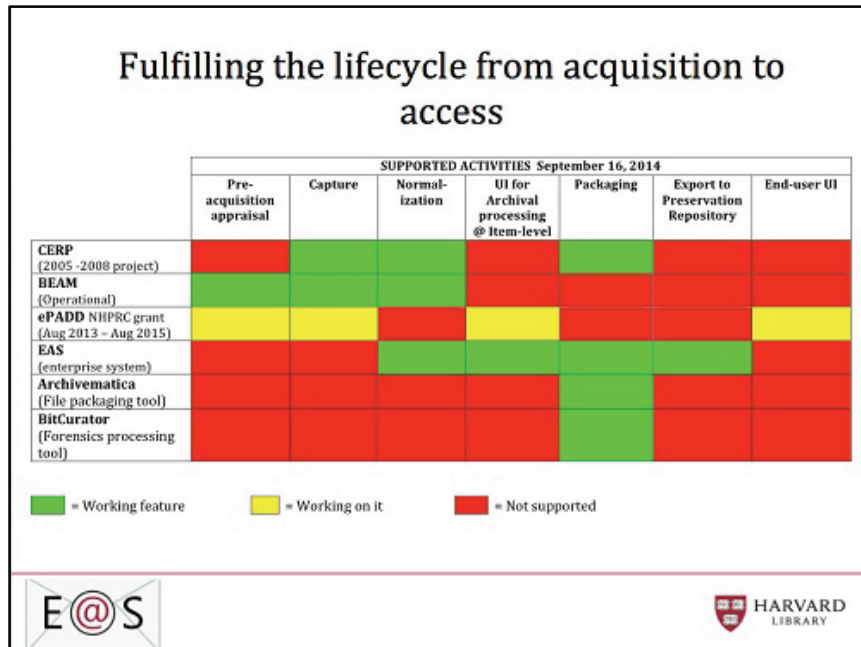 Fulfilling the lifecycle from acquisition to
access
SUPPORTED ACTIVITIES September 16, 2014
Pre-
acquisition
appraisal
Capture
Normal-
ization
UI for
Archival
processing
@ Item-level
Packaging
Export to
Preservation
Repository
End-user UI
CERP
(2005 -2008 project)
BEAM
(Operational)
ePADD NHPRC grant
(Aug 2013 – Aug 2015)
EAS
(enterprise system)
Archivematica
(File packaging tool)
BitCurator
(Forensics processing
tool)
= Working feature
= Working on it
= Not supported
E@S
HARVARD
LIBRARY